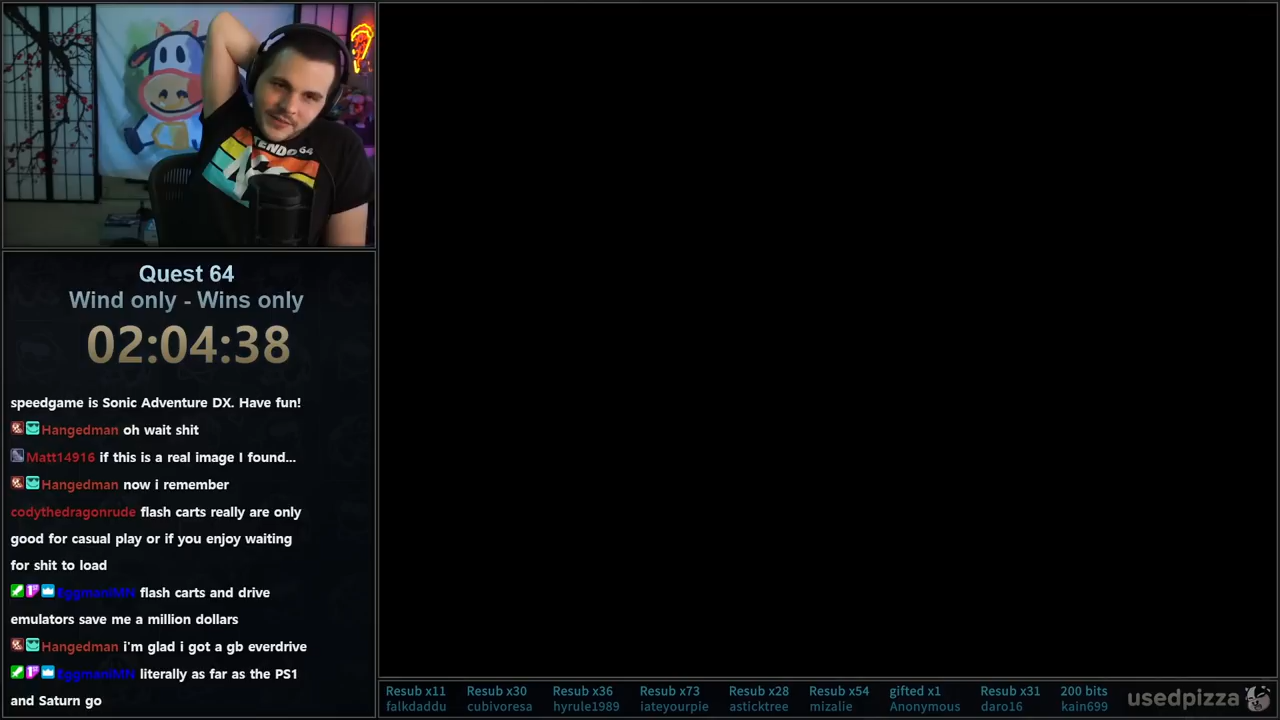 NTENDO 64
Quest 64
Wind only - Wins only
02:04:38
speedgame is Sonic Adventure DX. Have fun!
Hangedman oh wait shit
Matt14916 if this is a real image I found...
Hangedman now i remember
codythedragonrude flash carts really are only
good for casual play or if you enjoy waiting
for shit to load
EggmaniMN flash carts and drive
emulators save me a million dollars
Hangedman i'm glad i got a gb everdrive
EggmaniMN literally as far as the PS1
and Saturn go
Resub x11 Resub x30 Resub x36 Resub x73 Resub x28 Resub x54 gifted x1 Resub x31 200 bits
falkdaddu cubivoresa hyrule1989 iateyourpie asticktree mizalie Anonymous daro16 kain699
usedpizza